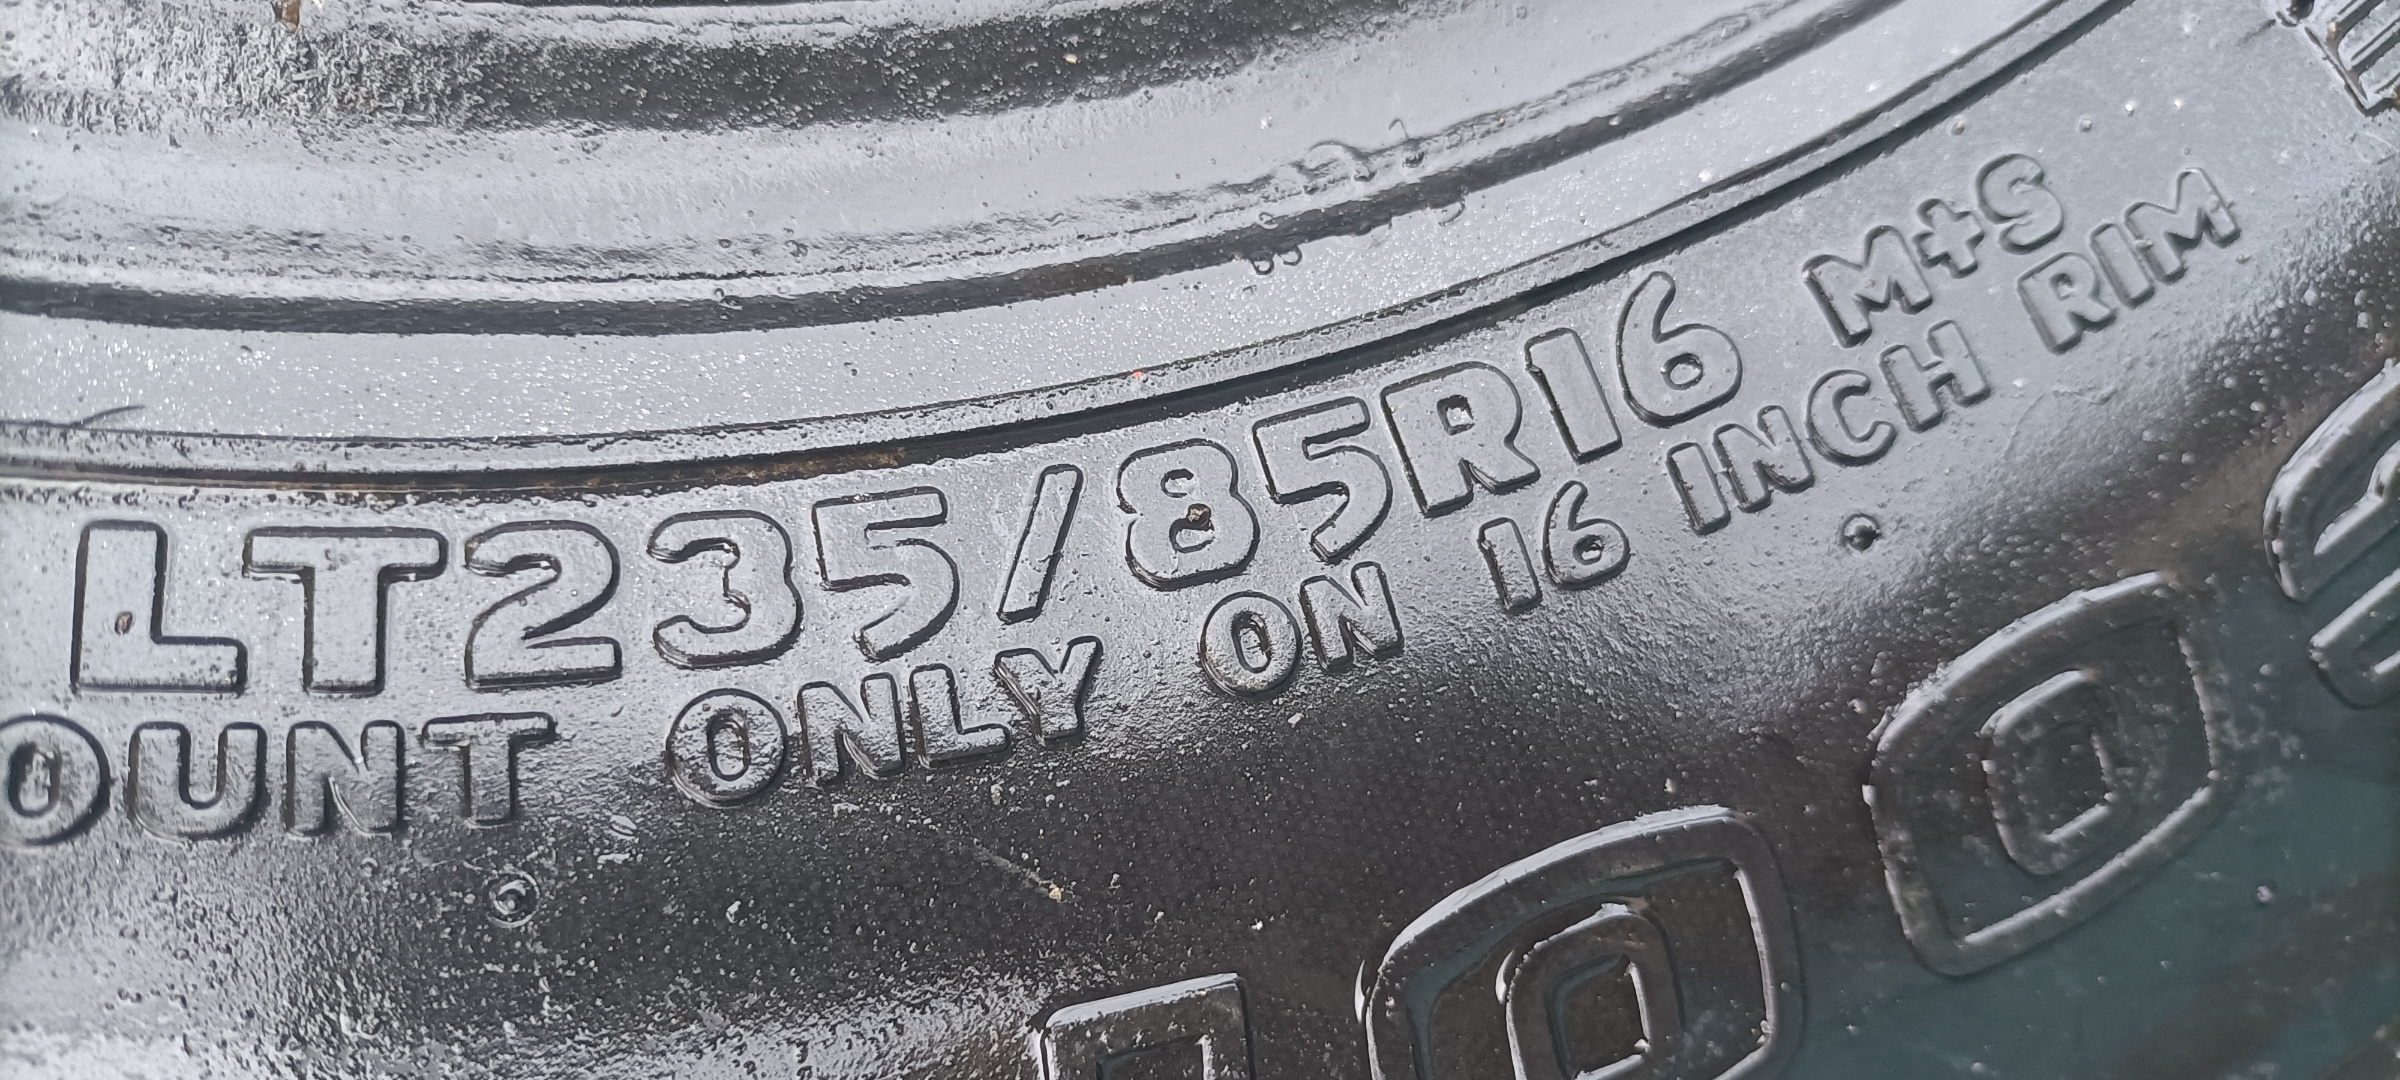 LT235/85R16 M+S
OUNT ONLY ON 16 INCH RIM